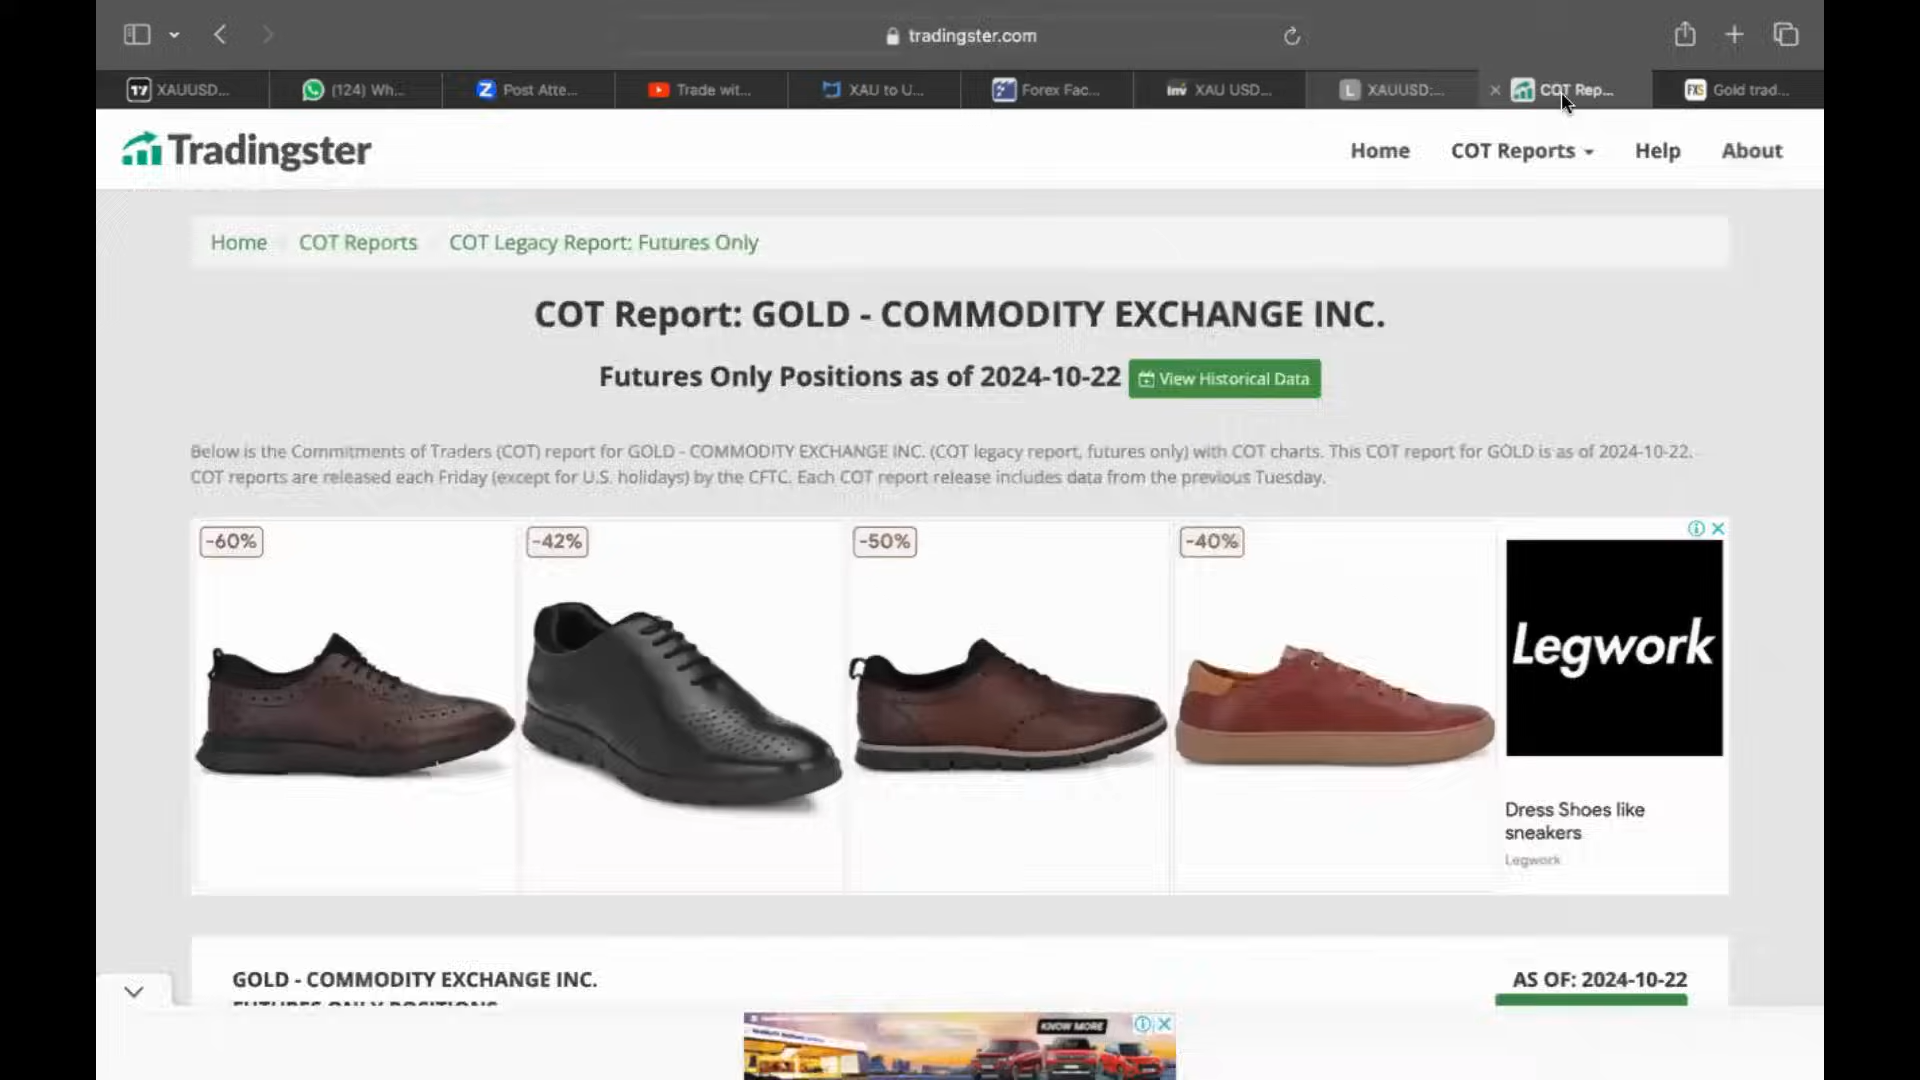 tradingster.com
XAUUSD...
(124) Wh...
Post Atte...
Trade wit...
XAU to U...
Forex Fac...
Inv XAU USD...
L XAUUSD:...
COT Rep...
FXS Gold trad...
Tradingster
Home
COT Reports
Help
About
Home
COT Reports
COT Legacy Report: Futures Only
COT Report: GOLD - COMMODITY EXCHANGE INC.
Futures Only Positions as of 2024-10-22 View Historical Data
Below is the Commitments of Traders (COT) report for GOLD - COMMODITY EXCHANGE INC. (COT legacy report, futures only) with COT charts. This COT report for GOLD is as of 2024-10-22.
COT reports are released each Friday (except for U.S. holidays) by the CFTC. Each COT report release includes data from the previous Tuesday.
-60%
-42%
-50%
-40%
Legwork
Dress Shoes like
sneakers
Legwork
GOLD - COMMODITY EXCHANGE INC.
AS OF: 2024-10-22
FUTURES ONLY POSITIONS
KNOW MORE